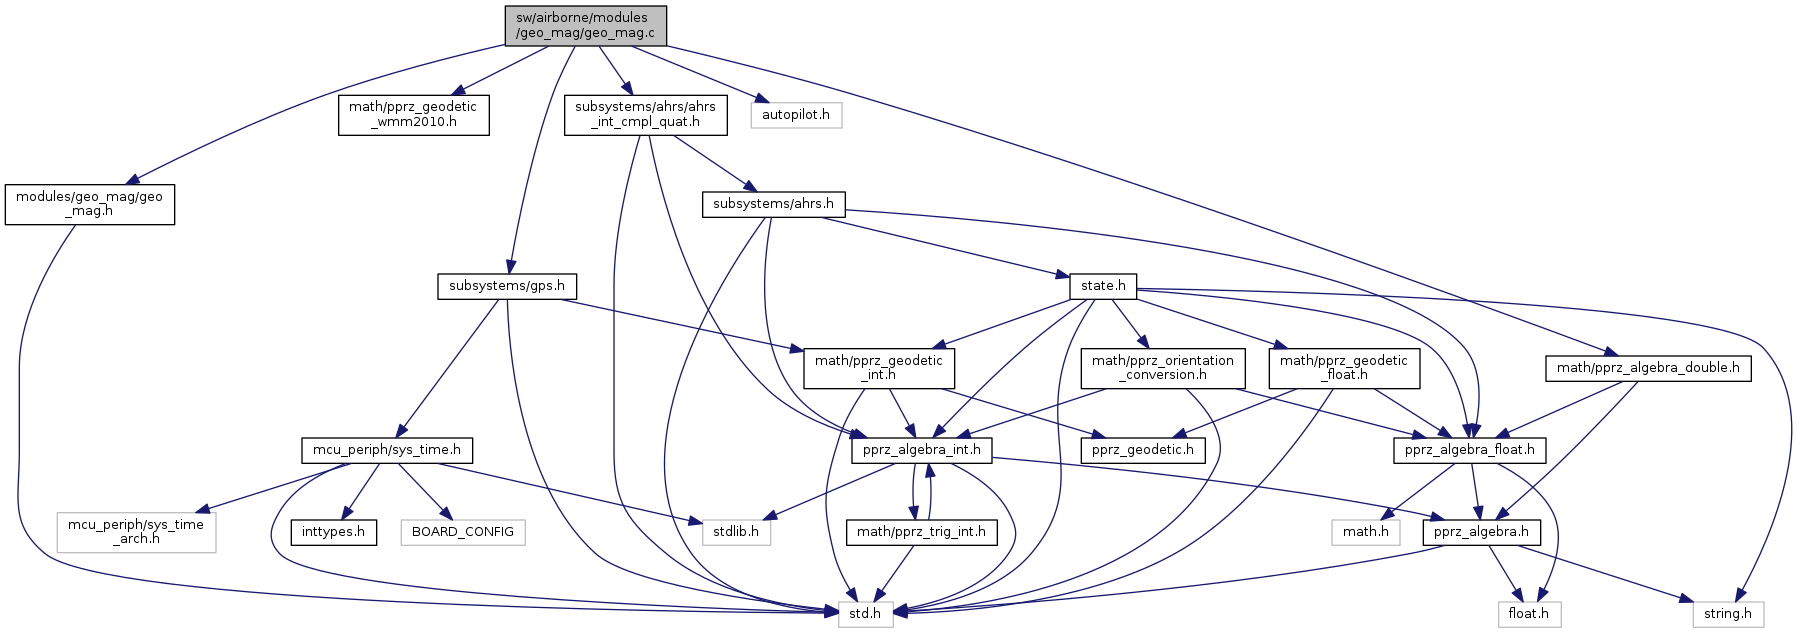 sw/airborne/modules
/geo_mag/geo_mag.c
math/pprz_geodetic
_wmm2010.h
subsystems/ahrs/ahrs
_int_cmpl_quat.h
autopilot.h
modules/geo_mag/geo
_mag.h
subsystems/ahrs.h
subsystems/gps.h
state.h
math/pprz_geodetic
_int.h
math/pprz_orientation
_conversion.h
math/pprz_geodetic
_float.h
math/pprz_algebra_double.h
mcu_periph/sys_time.h
pprz_algebra_int.h
pprz_geodetic.h
pprz_algebra_float.h
mcu_periph/sys_time
_arch.h
inttypes.h
BOARD_CONFIG
stdlib.h
math/pprz_trig_int.h
math.h
pprz_algebra.h
std.h
float.h
string.h